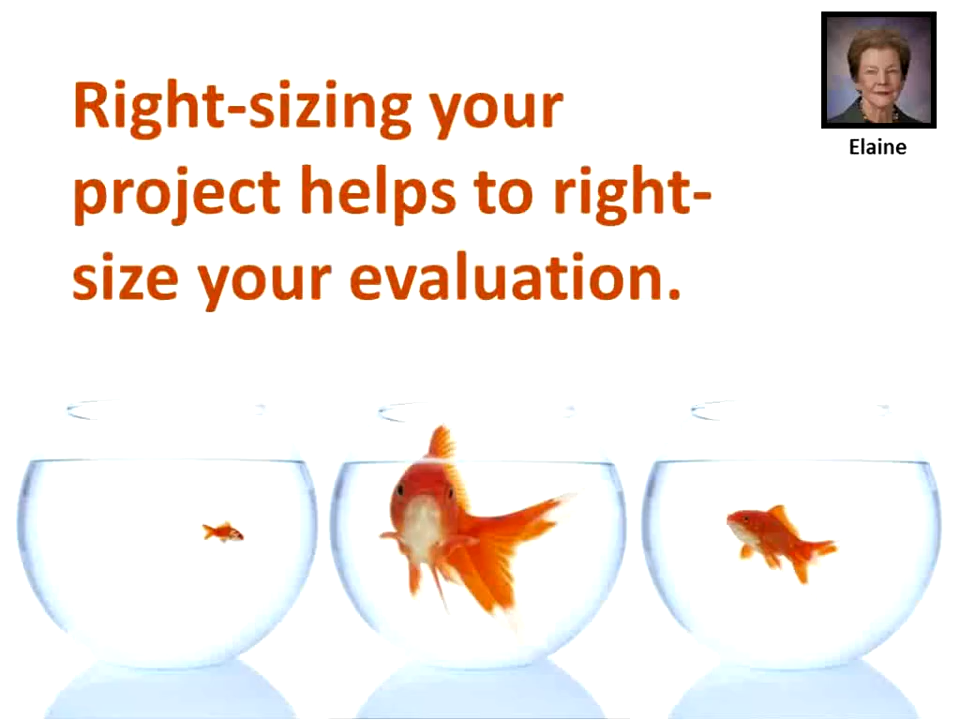 Right-sizing your
project helps to right-
size your evaluation.
Elaine